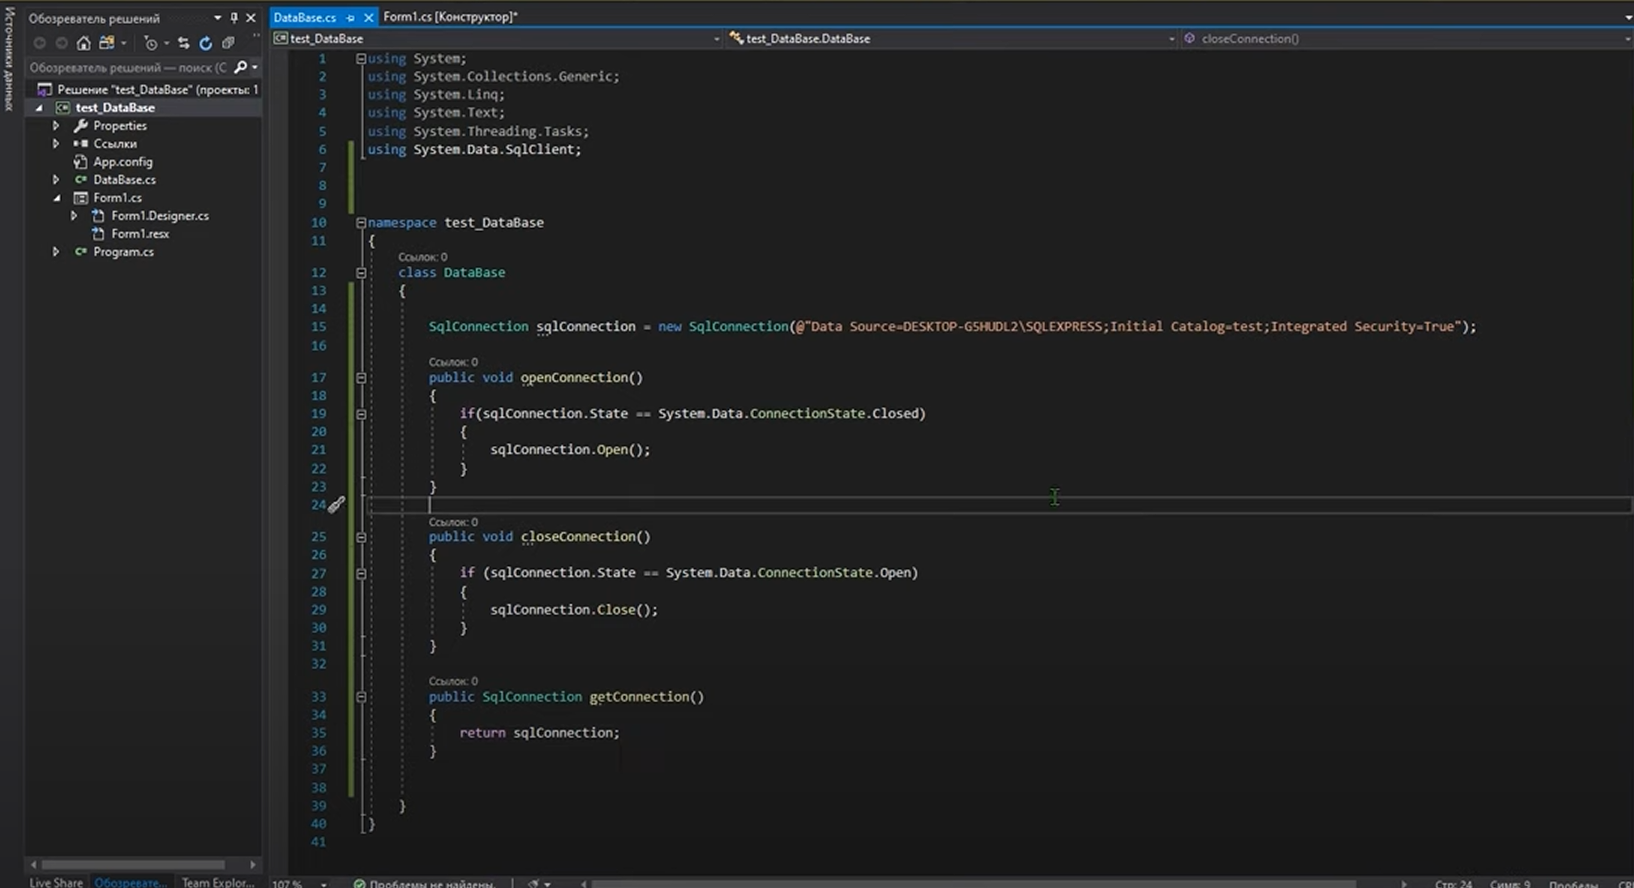 Источники данных
Обозреватель решений
Обозреватель решений — поиск (С
Решение "test_DataBase" (проекты: 1
test_DataBase
Properties
Ссылки
App.config
DataBase.cs
Form1.cs
Form1.Designer.cs
Form1.resx
Program.cs
Live Share Обозревате... Team Explor...
DataBase.cs Form1.cs [Конструктор]*
test_DataBase test_DataBase.DataBase closeConnection()
1 using System;
2 using System.Collections.Generic;
3 using System.Linq;
4 using System.Text;
5 using System.Threading.Tasks;
6 using System.Data.SqlClient;
7
8
9
10 namespace test_DataBase
11 {
Ссылок: 0
12 class DataBase
13 {
14
15 SqlConnection sqlConnection = new SqlConnection(@"Data Source=DESKTOP-G5HUDL2\SQLEXPRESS;Initial Catalog=test;Integrated Security=True");
16
Ссылок: 0
17 public void openConnection()
18 {
19 if(sqlConnection.State == System.Data.ConnectionState.Closed)
20 {
21 sqlConnection.Open();
22 }
23 }
24
Ссылок: 0
25 public void closeConnection()
26 {
27 if (sqlConnection.State == System.Data.ConnectionState.Open)
28 {
29 sqlConnection.Close();
30 }
31 }
32
Ссылок: 0
33 public SqlConnection getConnection()
34 {
35 return sqlConnection;
36 }
37
38
39 }
40 }
41
107 % Проблемы не найдены. Стр: 24 Симв: 9 Пробелы